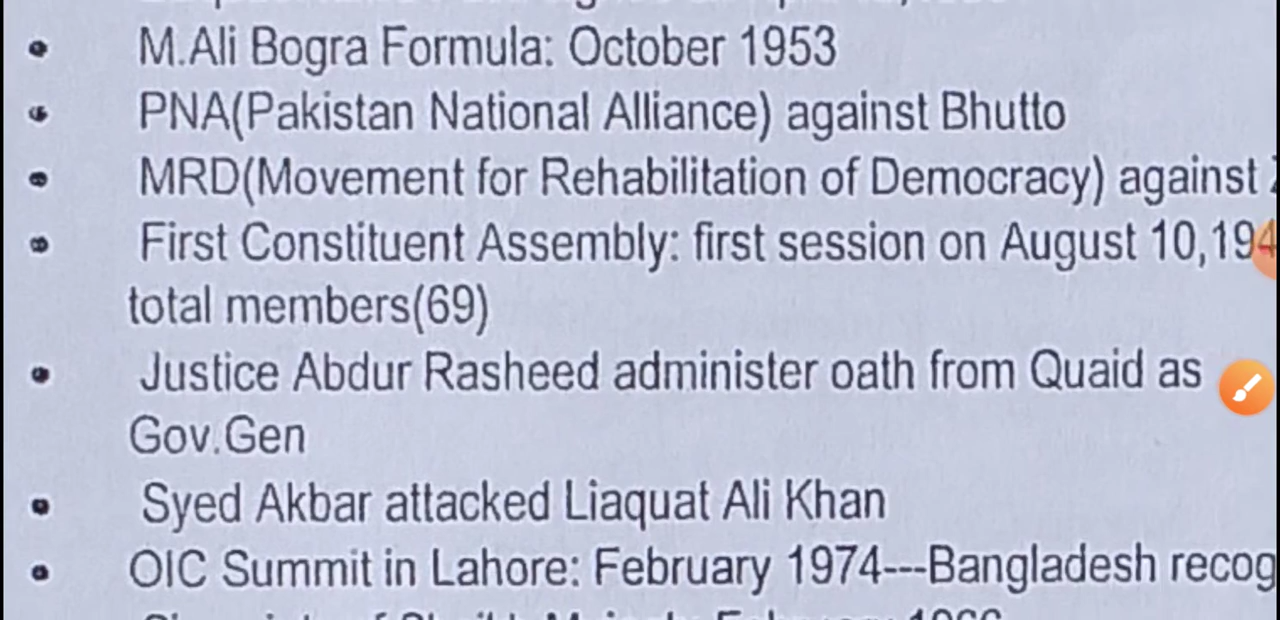 M.Ali Bogra Formula: October 1953
PNA(Pakistan National Alliance) against Bhutto
MRD(Movement for Rehabilitation of Democracy) against
First Constituent Assembly: first session on August 10,194
total members(69)
Justice Abdur Rasheed administer oath from Quaid as
Gov.Gen
Syed Akbar attacked Liaquat Ali Khan
OIC Summit in Lahore: February 1974---Bangladesh recog